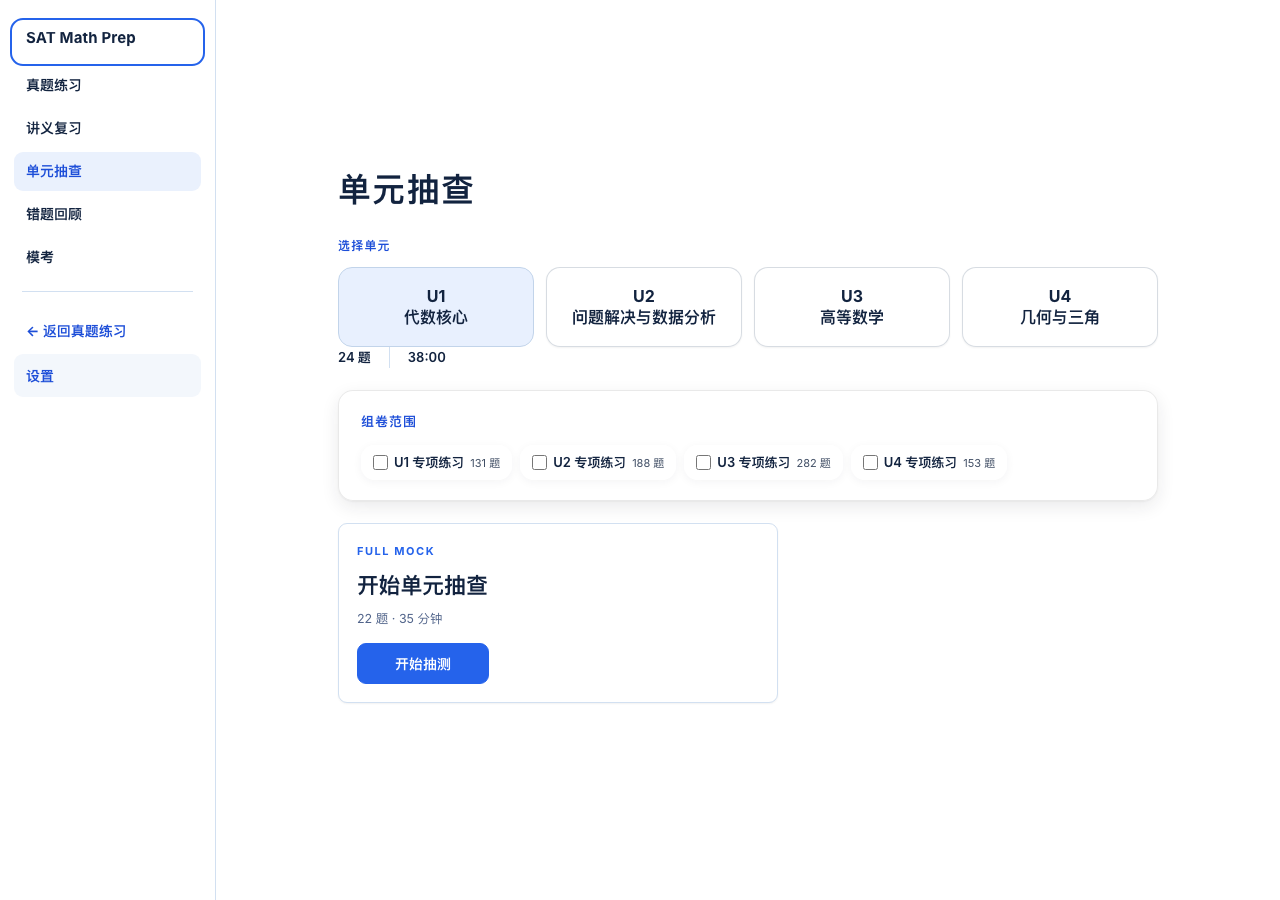 SAT Math Prep
真题练习
讲义复习
单元抽查
错题回顾
模考
← 返回真题练习
设置
单元抽查
选择单元
U1
代数核心
U2
问题解决与数据分析
U3
高等数学
U4
几何与三角
24 题 38:00
组卷范围
U1 专项练习 131 题 U2 专项练习 188 题 U3 专项练习 282 题 U4 专项练习 153 题
FULL MOCK
开始单元抽查
22 题 · 35 分钟
开始抽测